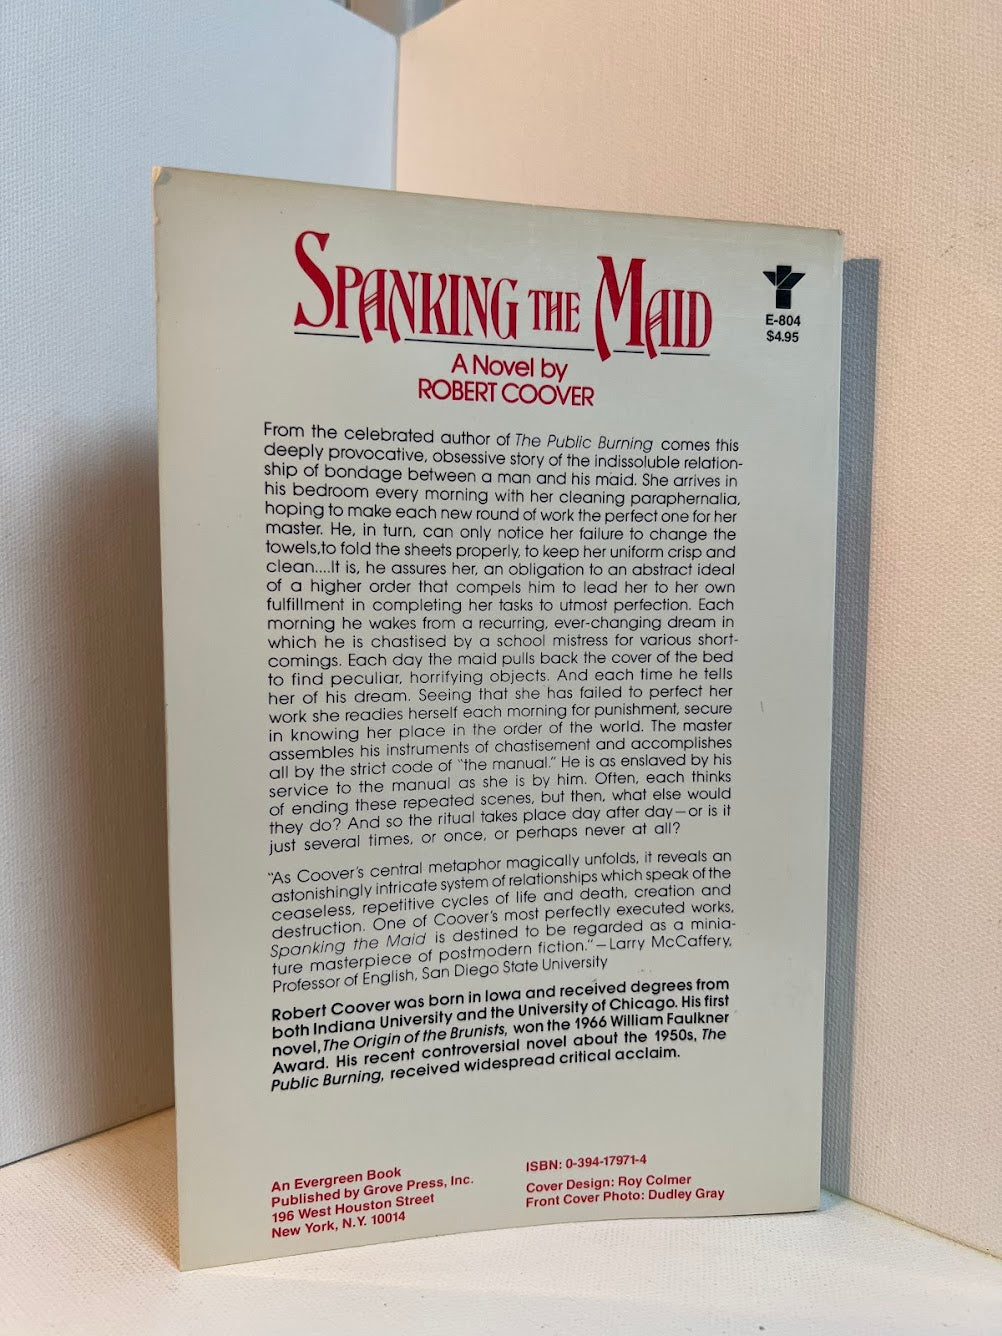 SPANKING THE MAID
E-804
$4.95
A Novel by
ROBERT COOVER
From the celebrated author of The Public Burning comes this
deeply provocative, obsessive story of the indissoluble relation-
ship of bondage between a man and his maid. She arrives in
his bedroom every morning with her cleaning paraphernalia,
hoping to make each new round of work the perfect one for her
master. He, in turn, can only notice her failure to change the
towels,to fold the sheets properly, to keep her uniform crisp and
clean....It is, he assures her, an obligation to an abstract ideal
of a higher order that compels him to lead her to her own
fulfillment in completing her tasks to utmost perfection. Each
morning he wakes from a recurring, ever-changing dream in
which he is chastised by a school mistress for various short-
comings. Each day the maid pulls back the cover of the bed
to find peculiar, horrifying objects. And each time he tells
her of his dream. Seeing that she has failed to perfect her
work she readies herself each morning for punishment, secure
in knowing her place in the order of the world. The master
assembles his instruments of chastisement and accomplishes
all by the strict code of "the manual." He is as enslaved by his
service to the manual as she is by him. Often, each thinks
of ending these repeated scenes, but then, what else would
they do? And so the ritual takes place day after day—or is it
just several times, or once, or perhaps never at all?
"As Coover's central metaphor magically unfolds, it reveals an
astonishingly intricate system of relationships which speak of the
ceaseless, repetitive cycles of life and death, creation and
destruction. One of Coover's most perfectly executed works,
Spanking the Maid is destined to be regarded as a minia-
ture masterpiece of postmodern fiction."—Larry McCaffery,
Professor of English, San Diego State University
Robert Coover was born in Iowa and received degrees from
both Indiana University and the University of Chicago. His first
novel, The Origin of the Brunists, won the 1966 William Faulkner
Award. His recent controversial novel about the 1950s, The
Public Burning, received widespread critical acclaim.
An Evergreen Book
Published by Grove Press, Inc.
196 West Houston Street
New York, N.Y. 10014
ISBN: 0-394-17971-4
Cover Design: Roy Colmer
Front Cover Photo: Dudley Gray